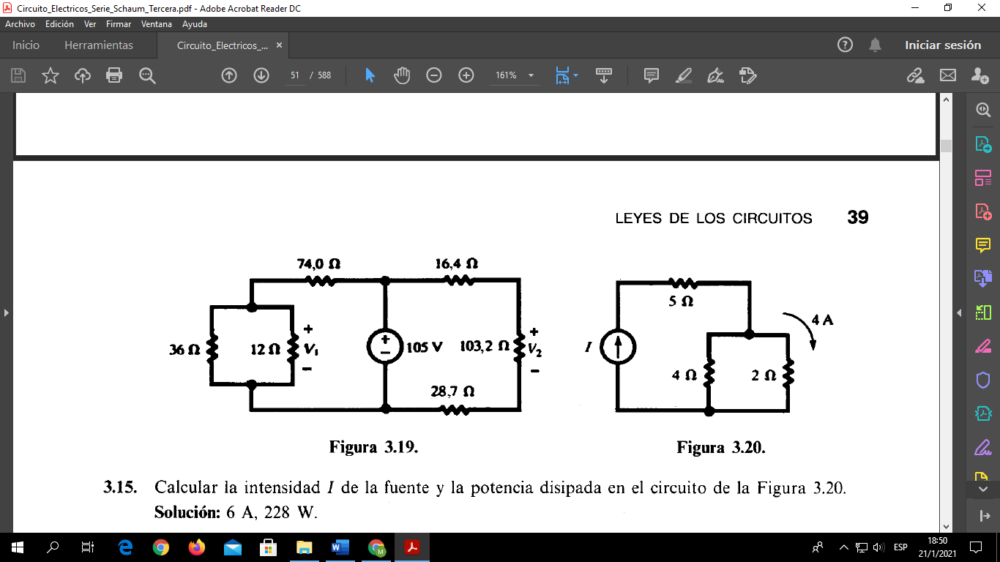 Circuito_Electricos_Serie_Schaum_Tercera.pdf - Adobe Acrobat Reader DC
Archivo Edición Ver Firmar Ventana Ayuda
Inicio Herramientas Circuito_Electricos_... × Iniciar sesión
51 / 588 161%
LEYES DE LOS CIRCUITOS 39
74,0 Ω 16,4 Ω
5 Ω
4 A
36 Ω 12 Ω + V₁ − + − 105 V 103,2 Ω + V₂ − I
4 Ω 2 Ω
28,7 Ω
Figura 3.19. Figura 3.20.
3.15. Calcular la intensidad I de la fuente y la potencia disipada en el circuito de la Figura 3.20.
Solución: 6 A, 228 W.
M
ESP
18:50
21/1/2021